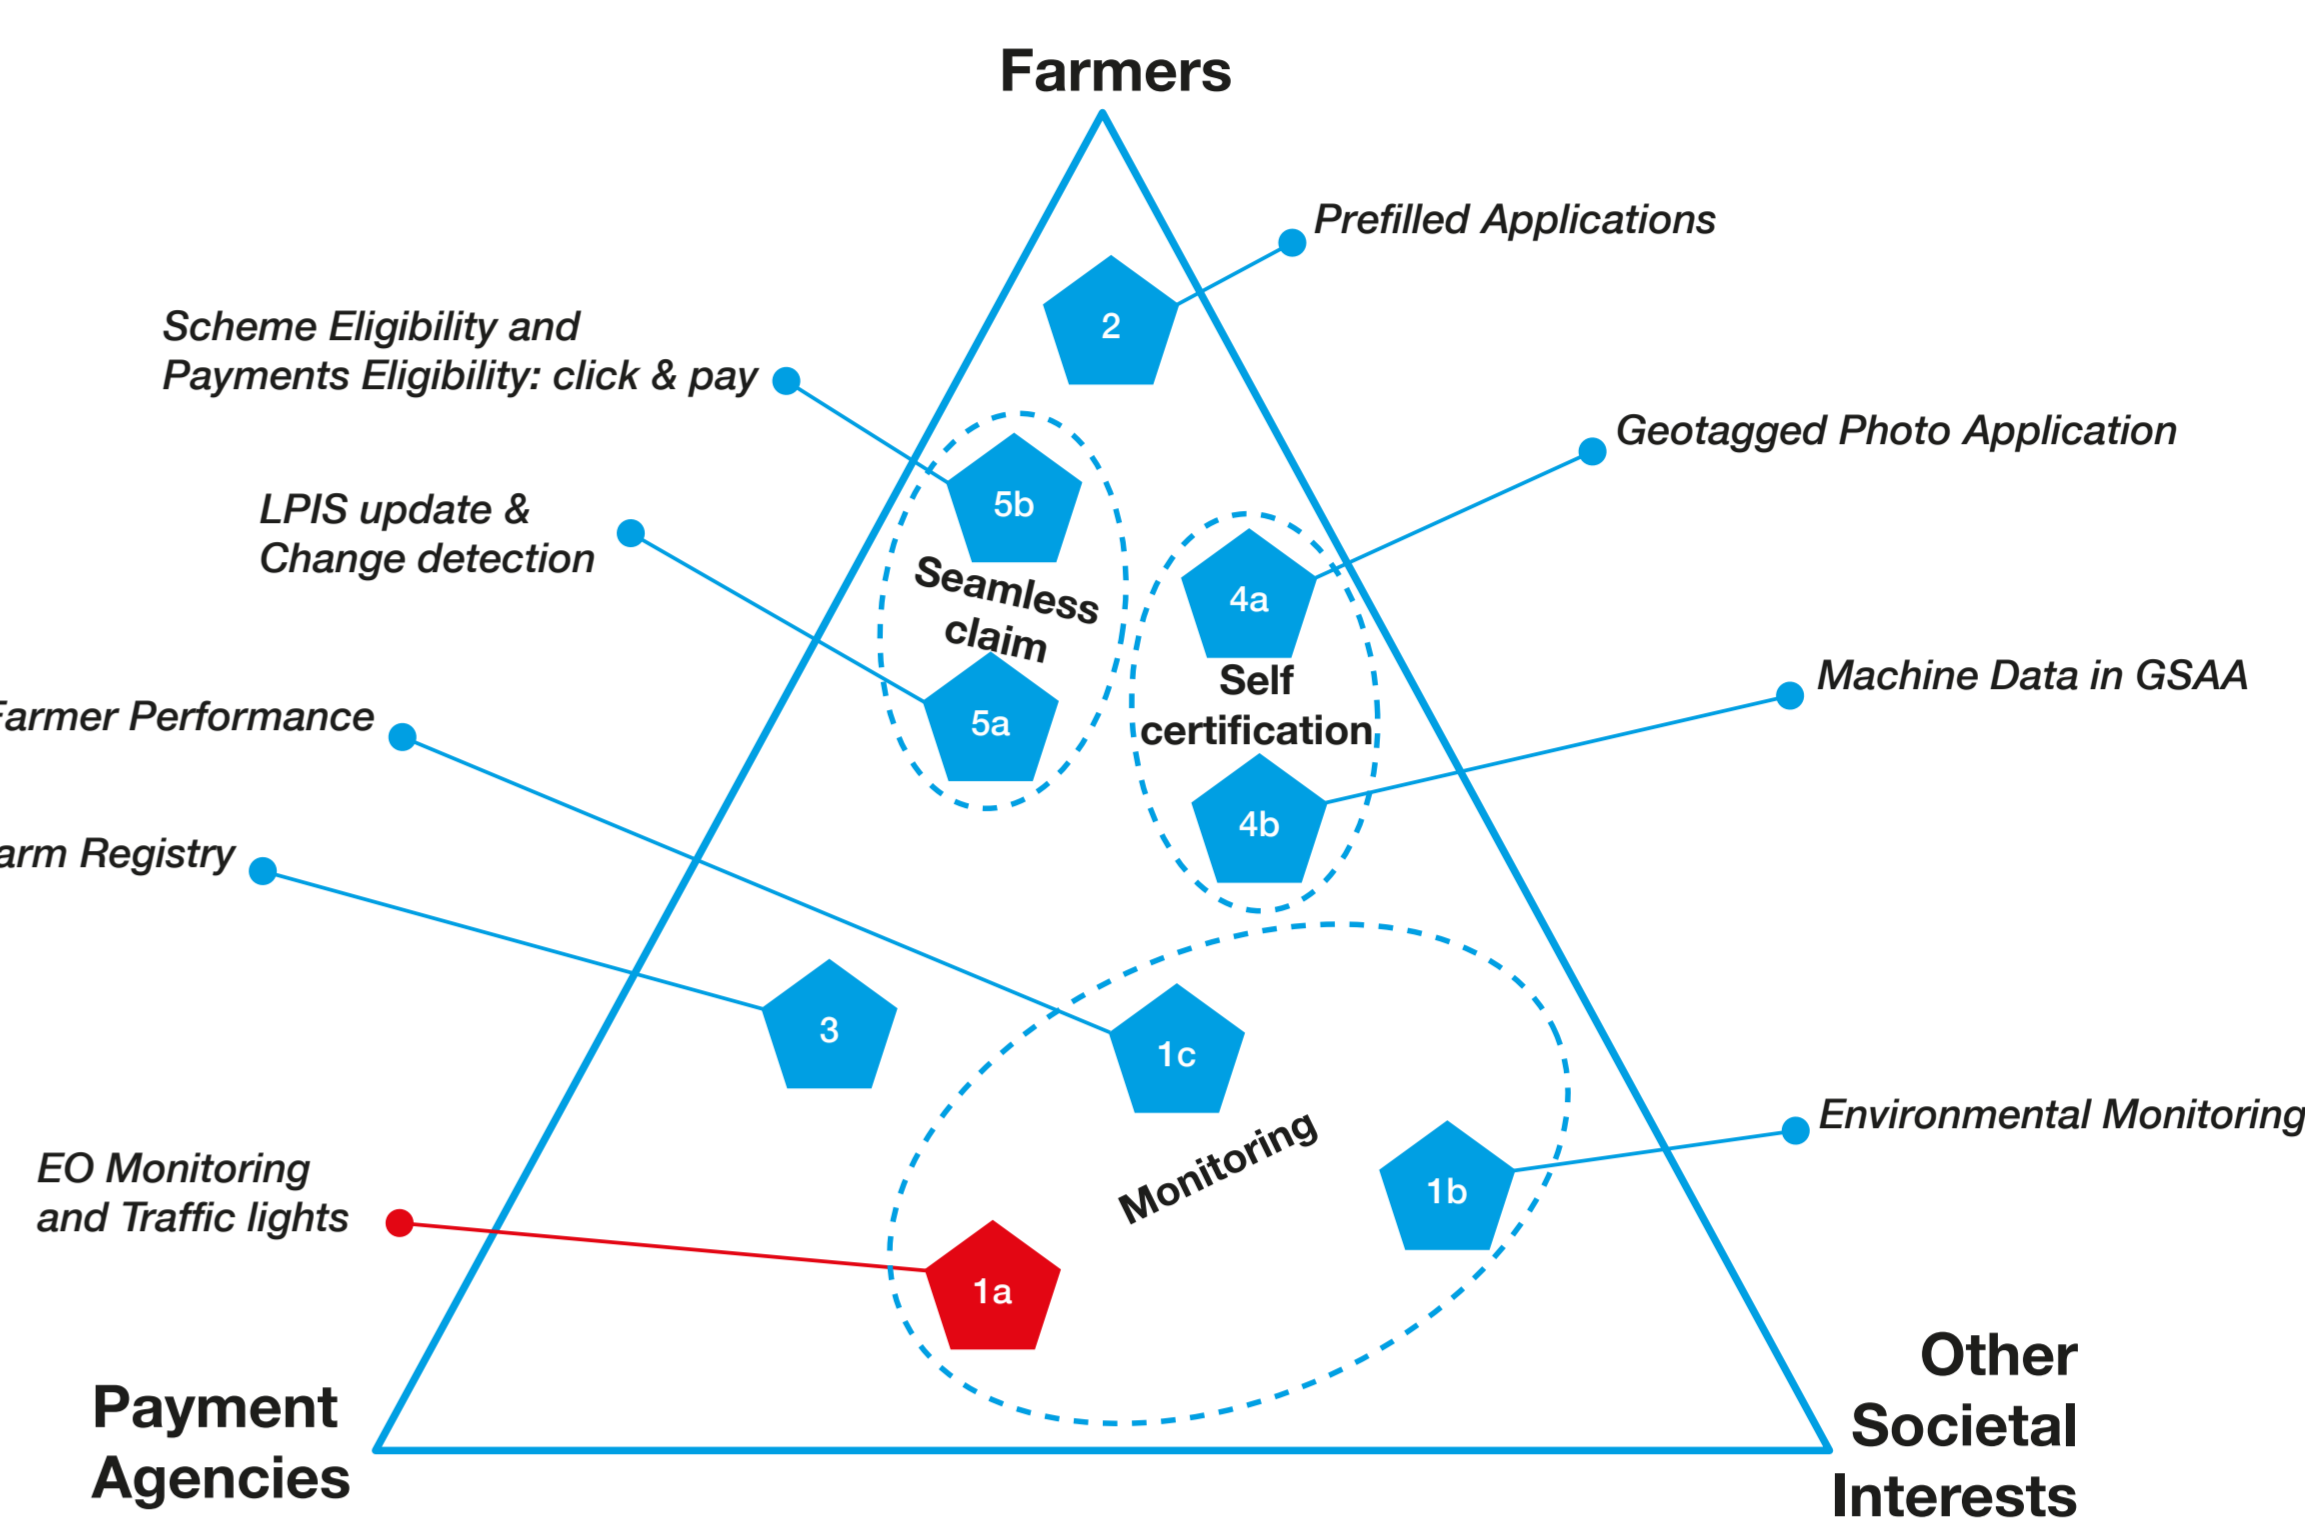 Farmers
Prefilled Applications
2
Scheme Eligibility and
Payments Eligibility: click & pay
Geotagged Photo Application
5b
LPIS update &
Change detection
Seamless
claim
4a
Self
certification
5a
Machine Data in GSAA
Farmer Performance
4b
arm Registry
3
1c
Environmental Monitoring
Monitoring
1b
EO Monitoring
and Traffic lights
1a
Payment
Agencies
Other
Societal
Interests